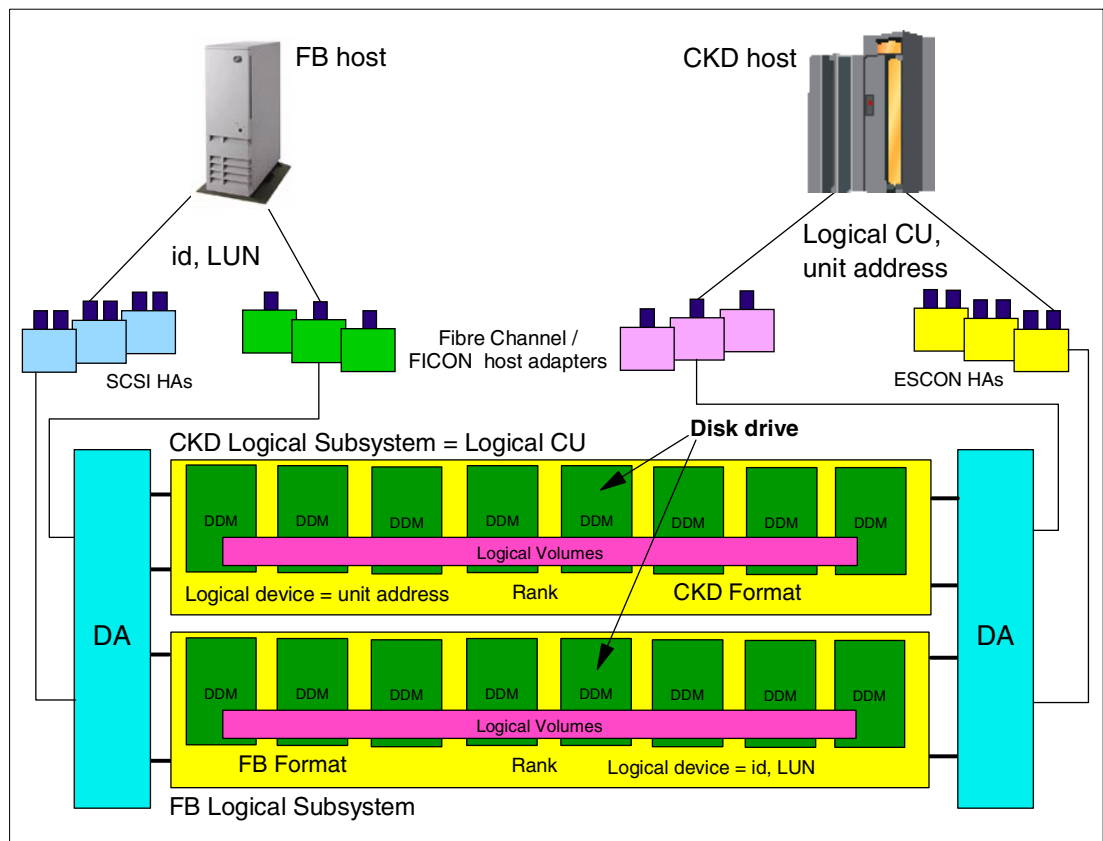 FB host
CKD host
id, LUN
Logical CU,
unit address
SCSI HAs
Fibre Channel /
FICON host adapters
ESCON HAs
Disk drive
CKD Logical Subsystem = Logical CU
DDM
DDM
DDM
DDM
DDM
DDM
DDM
DDM
Logical Volumes
Logical device = unit address
Rank
CKD Format
DA
DA
DDM
DDM
DDM
DDM
DDM
DDM
DDM
DDM
Logical Volumes
FB Format
Rank
Logical device = id, LUN
FB Logical Subsystem